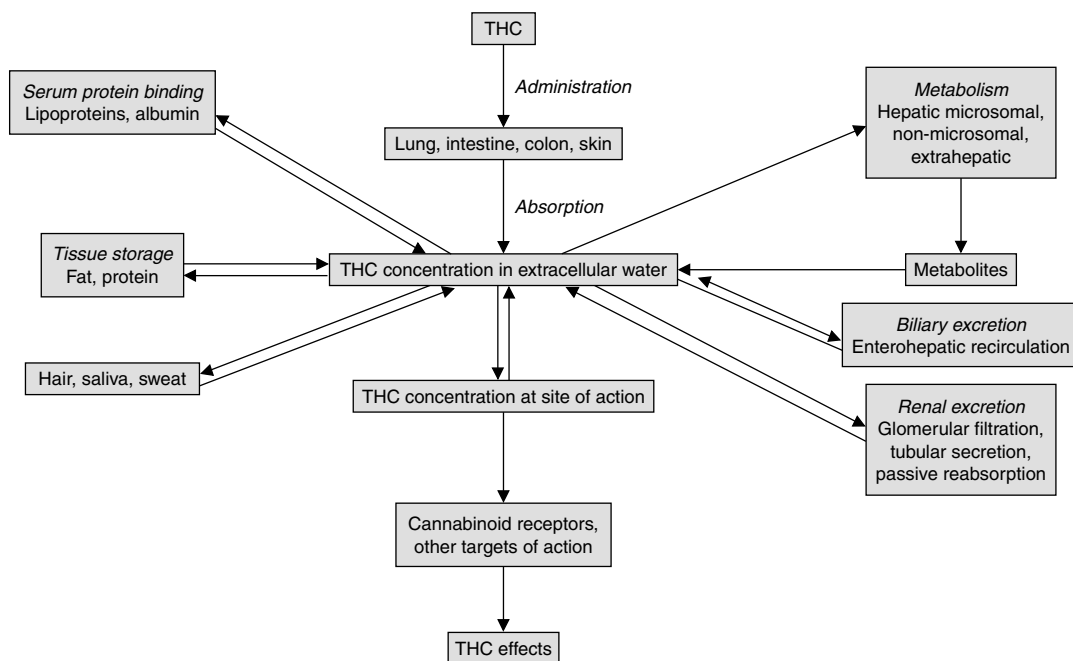 THC
Administration
Serum protein binding
Lipoproteins, albumin
Lung, intestine, colon, skin
Metabolism
Hepatic microsomal,
non-microsomal,
extrahepatic
Absorption
Tissue storage
Fat, protein
THC concentration in extracellular water
Metabolites
Biliary excretion
Enterohepatic recirculation
Hair, saliva, sweat
THC concentration at site of action
Renal excretion
Glomerular filtration,
tubular secretion,
passive reabsorption
Cannabinoid receptors,
other targets of action
THC effects